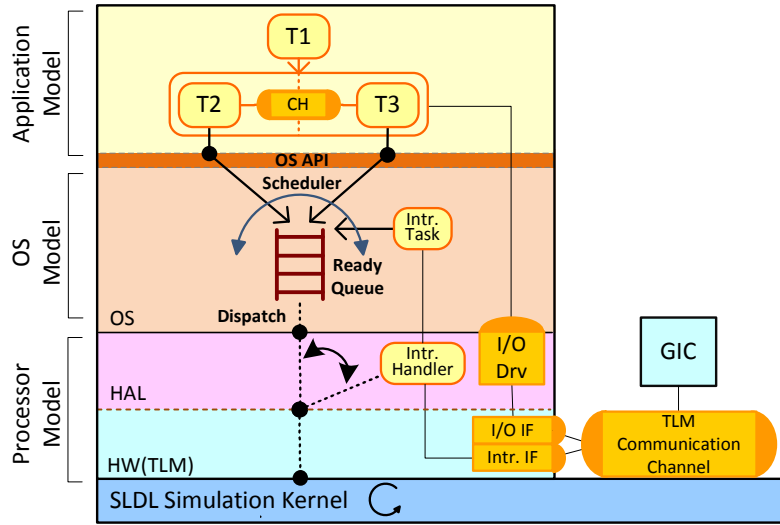 Application
Model
T1
T2
CH
T3
OS API
Scheduler
OS
Model
Intr.
Task
Ready
Queue
Dispatch
OS
Processor
Model
Intr.
Handler
I/O
Drv
GIC
HAL
I/O IF
Intr. IF
TLM
Communication
Channel
HW(TLM)
SLDL Simulation Kernel